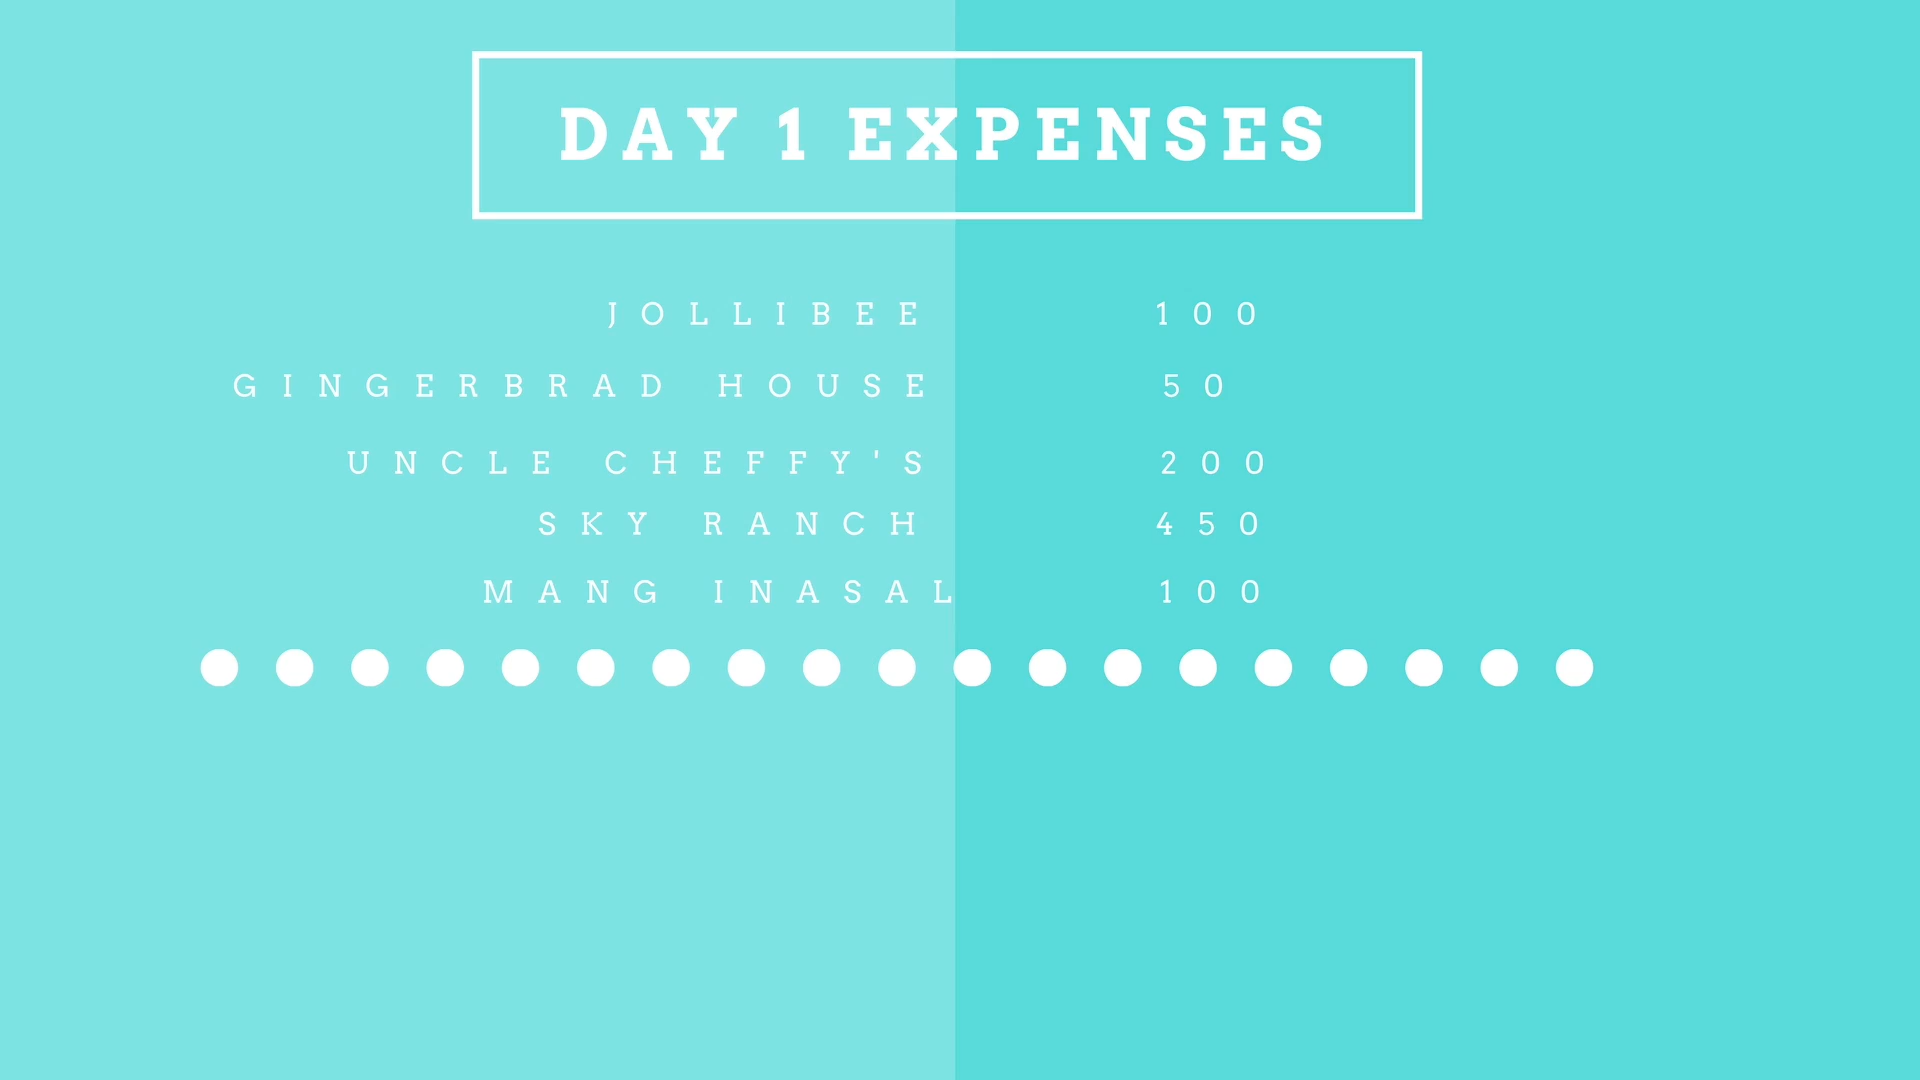 DAY 1 EXPENSES
JOLLIBEE 100
GINGERBRAD HOUSE 50
UNCLE CHEFFY'S 200
SKY RANCH 450
MANG INASAL 100